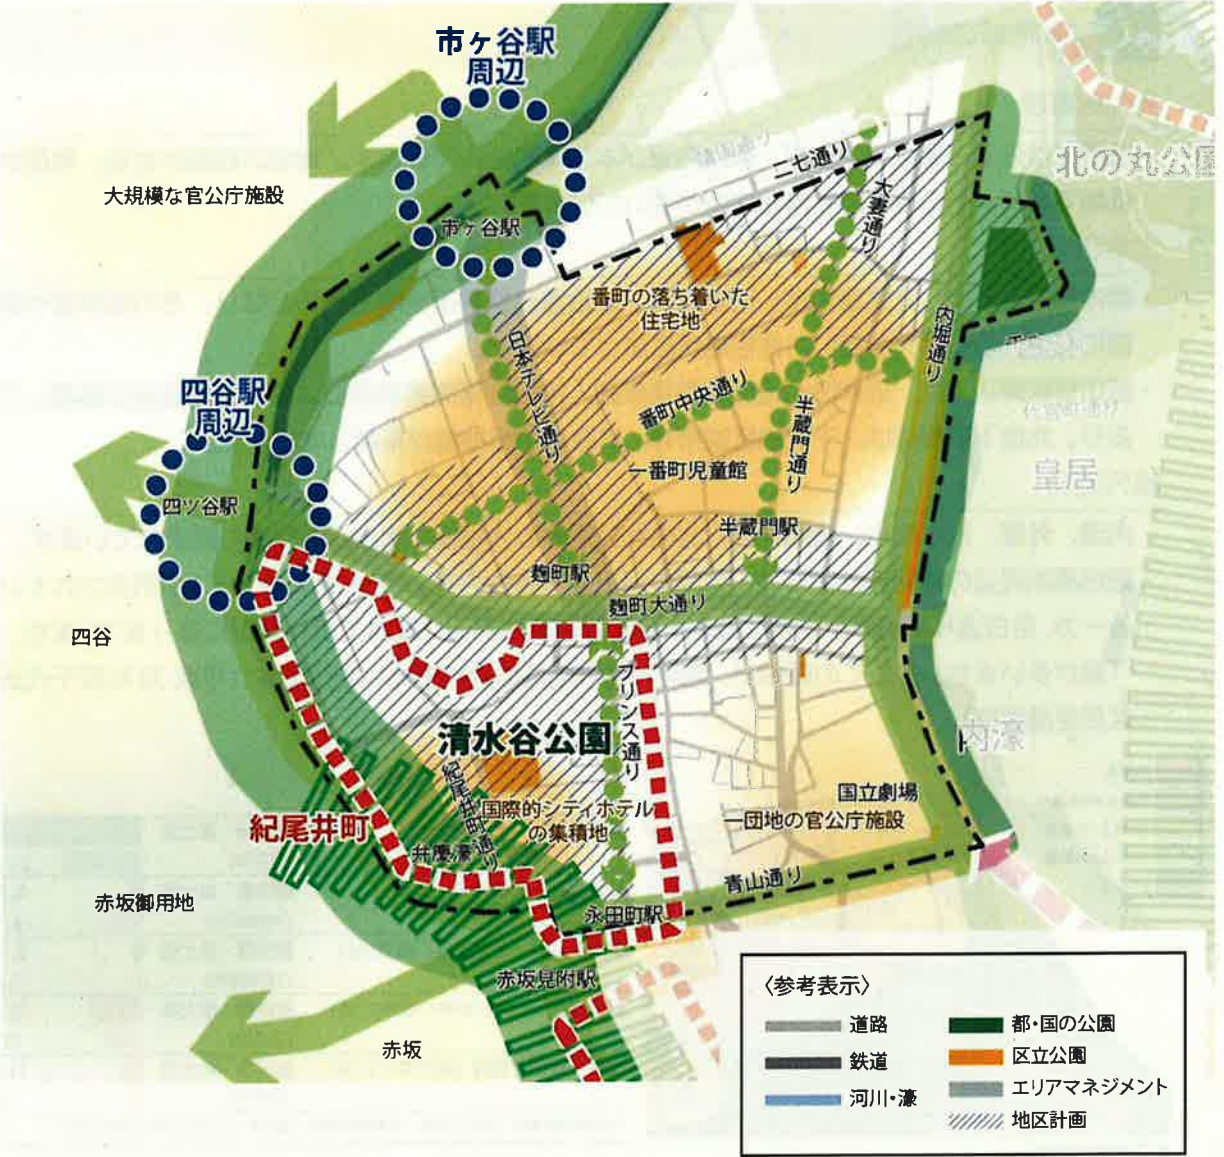 市ヶ谷駅
周辺
大規模な官公庁施設
市ヶ谷駅
靖国通り
二七通り
大妻通り
北の丸公園
番町の落ち着いた
住宅地
内堀通り
日本テレビ通り
四谷駅
周辺
番町中央通り
半蔵門通り
一番町児童館
皇居
四ツ谷駅
半蔵門駅
麹町駅
麹町大通り
四谷
プリンス通り
清水谷公園
内濠
紀尾井町通り
国際的シティホテル
の集積地
国立劇場
一団地の官公庁施設
紀尾井町
弁慶濠
青山通り
赤坂御用地
永田町駅
赤坂見附駅
赤坂
〈参考表示〉
道路
鉄道
河川・濠
都・国の公園
区立公園
エリアマネジメント
地区計画